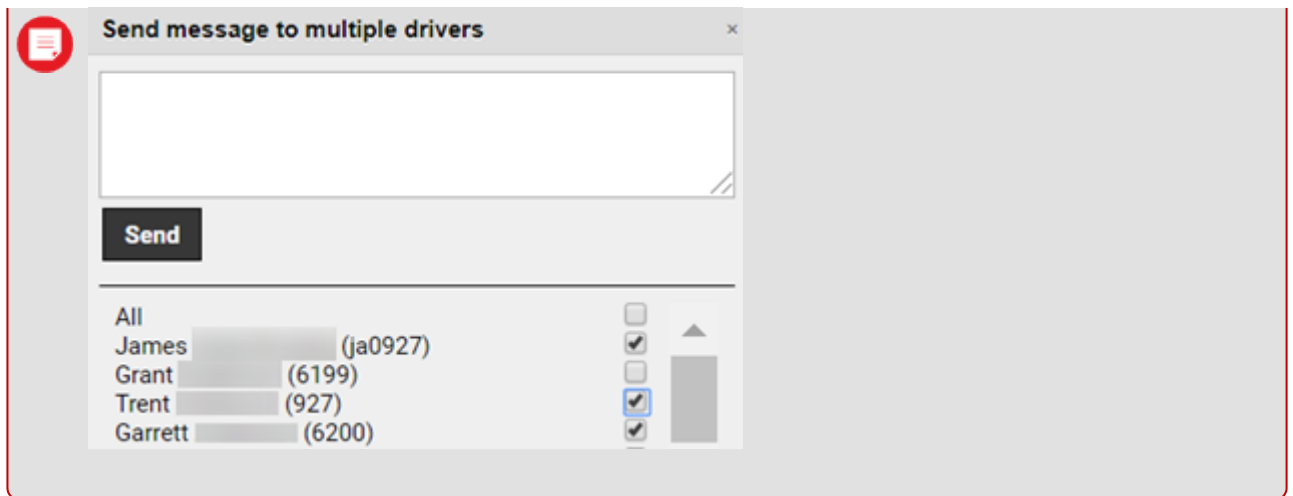 Send message to multiple drivers ×
Send
All
James (ja0927)
Grant (6199)
Trent (927)
Garrett (6200)